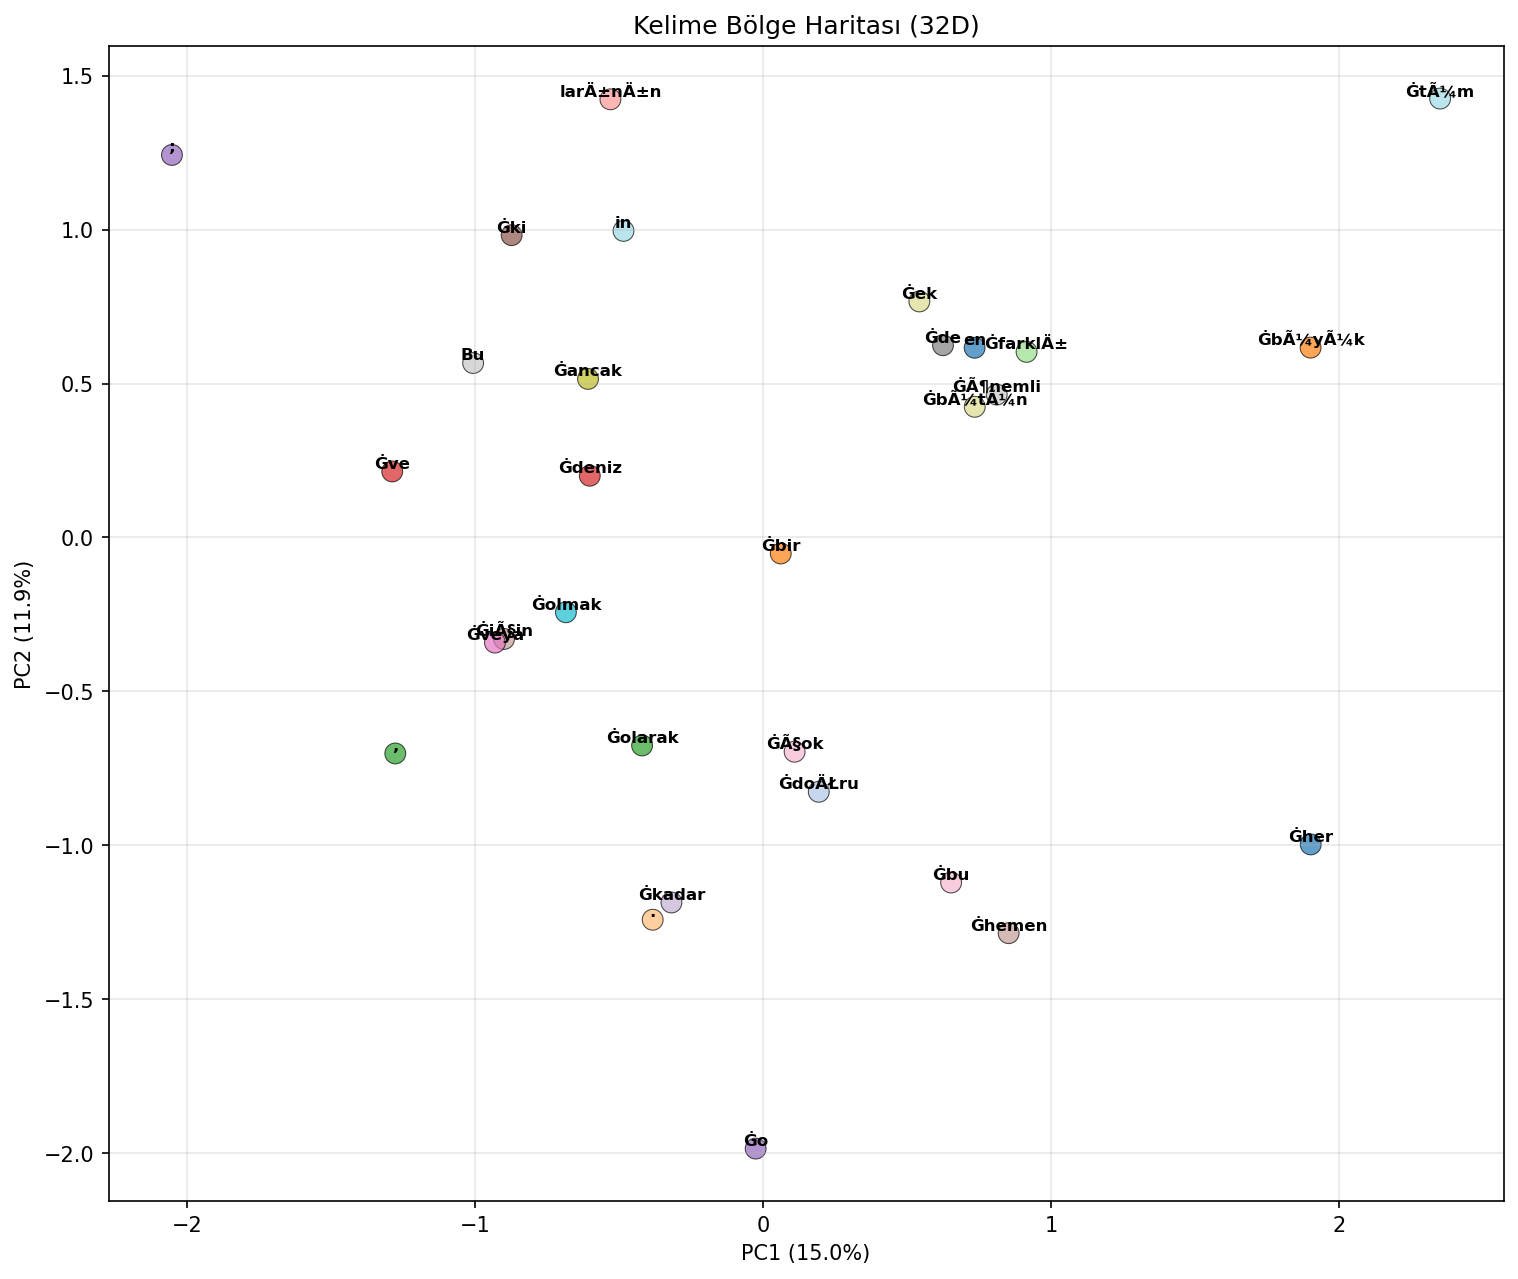 Kelime Bölge Haritası (32D)
larÄ±nÄ±n
ĠtÃ¼m
;
Ġki
in
Ġek
Ġde
en
ĠfarklÄ±
ĠbÃ¼yÃ¼k
Bu
Ġancak
ĠÃ¶nemli
ĠbÃ¼tÃ¼n
Ġve
Ġdeniz
Ġbir
Ġolmak
ĠiÃ§in
Ġveya
,
Ġolarak
ĠÃ§ok
ĠdoÄŁru
Ġher
Ġbu
Ġkadar
.
Ġhemen
Ġo
1.5
1.0
0.5
0.0
−0.5
−1.0
−1.5
−2.0
PC2 (11.9%)
−2
−1
0
1
2
PC1 (15.0%)